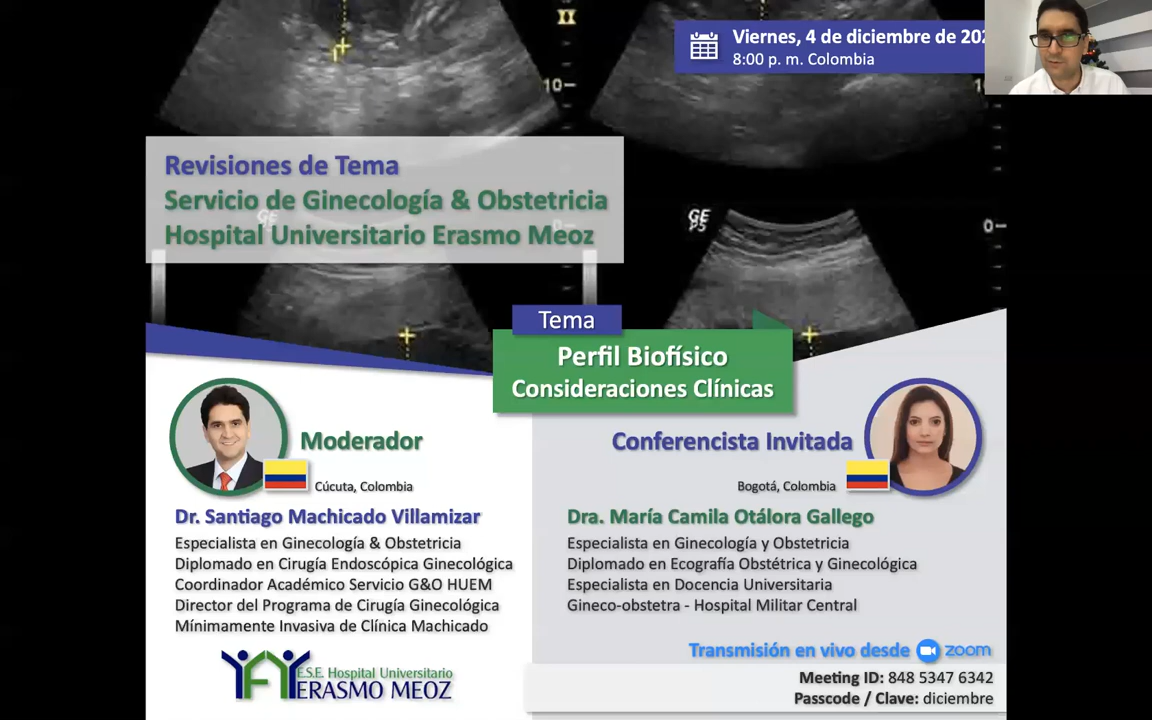 Viernes, 4 de diciembre de 202
8:00 p. m. Colombia
10
Revisiones de Tema
Servicio de Ginecología & Obstetricia
Hospital Universitario Erasmo Meoz
GE
GE
0
Tema
Perfil Biofísico
Consideraciones Clínicas
Moderador
Cúcuta, Colombia
Dr. Santiago Machicado Villamizar
Especialista en Ginecología & Obstetricia
Diplomado en Cirugía Endoscópica Ginecológica
Coordinador Académico Servicio G&O HUEM
Director del Programa de Cirugía Ginecológica
Mínimamente Invasiva de Clínica Machicado
E.S.E. Hospital Universitario
ERASMO MEOZ
Conferencista Invitada
Bogotá, Colombia
Dra. María Camila Otálora Gallego
Especialista en Ginecología y Obstetricia
Diplomado en Ecografía Obstétrica y Ginecológica
Especialista en Docencia Universitaria
Gineco-obstetra - Hospital Militar Central
Transmisión en vivo desde zoom
Meeting ID: 848 5347 6342
Passcode / Clave: diciembre